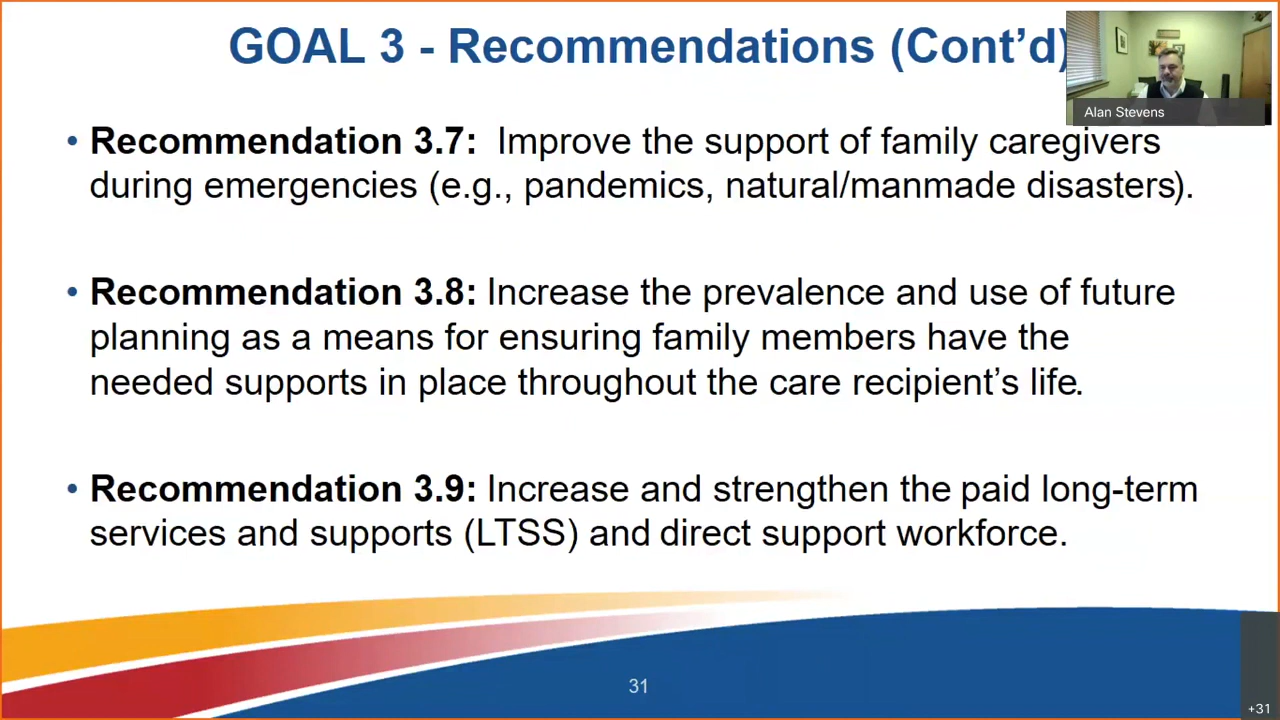 GOAL 3 - Recommendations (Cont'd)
Alan Stevens
• Recommendation 3.7:  Improve the support of family caregivers
during emergencies (e.g., pandemics, natural/manmade disasters).
• Recommendation 3.8: Increase the prevalence and use of future
planning as a means for ensuring family members have the
needed supports in place throughout the care recipient's life.
• Recommendation 3.9: Increase and strengthen the paid long-term
services and supports (LTSS) and direct support workforce.
31
+31